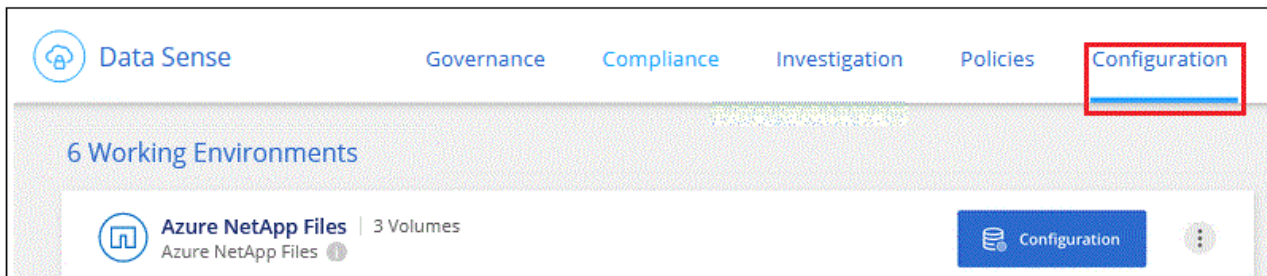 Data Sense Governance Compliance Investigation Policies Configuration
6 Working Environments
Azure NetApp Files | 3 Volumes
Azure NetApp Files
Configuration